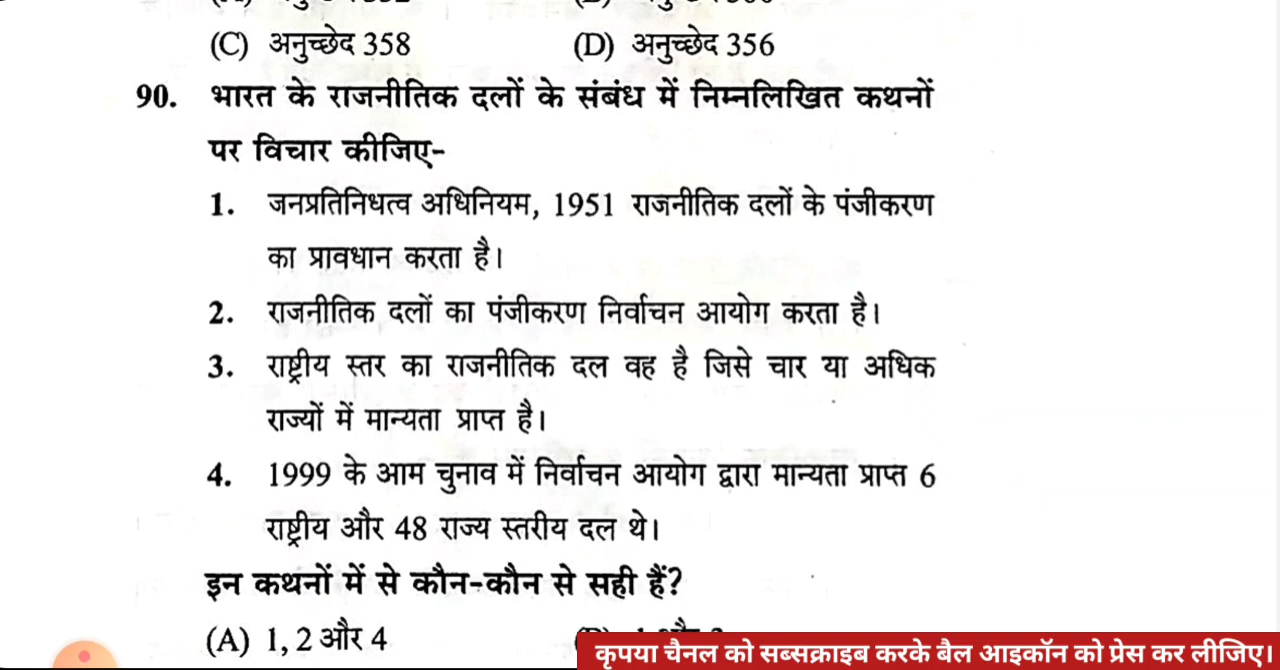 (C) अनुच्छेद 358 (D) अनुच्छेद 356
90. भारत के राजनीतिक दलों के संबंध में निम्नलिखित कथनों
पर विचार कीजिए-
1. जनप्रतिनिधत्व अधिनियम, 1951 राजनीतिक दलों के पंजीकरण
का प्रावधान करता है।
2. राजनीतिक दलों का पंजीकरण निर्वाचन आयोग करता है।
3. राष्ट्रीय स्तर का राजनीतिक दल वह है जिसे चार या अधिक
राज्यों में मान्यता प्राप्त है।
4. 1999 के आम चुनाव में निर्वाचन आयोग द्वारा मान्यता प्राप्त 6
राष्ट्रीय और 48 राज्य स्तरीय दल थे।
इन कथनों में से कौन-कौन से सही हैं?
(A) 1, 2 और 4
कृपया चैनल को सब्सक्राइब करके बैल आइकॉन को प्रेस कर लीजिए।